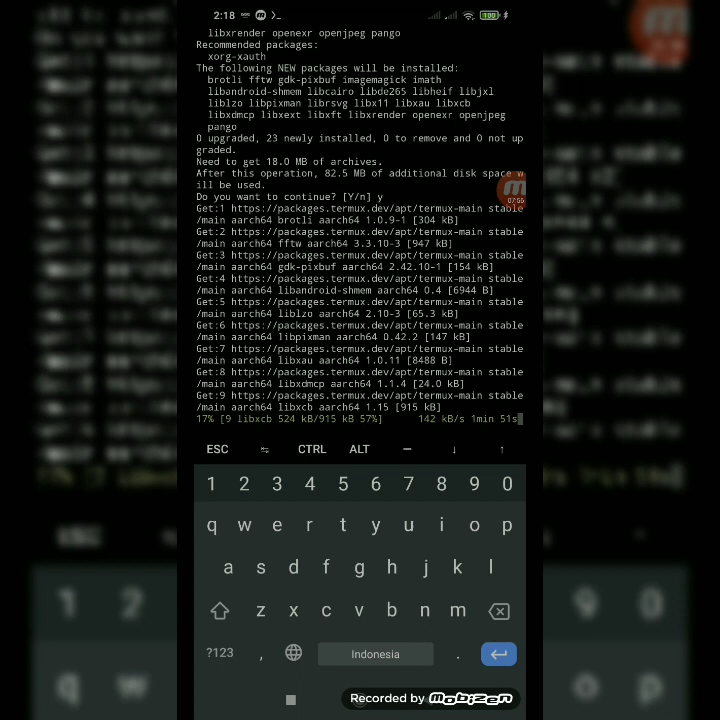 2:18
100
libxrender openexr openjpeg pango
Recommended packages:
xorg-xauth
The following NEW packages will be installed:
brotli fftw gdk-pixbuf imagemagick imath
libandroid-shmem libcairo libde265 libheif libjxl
liblzo libpixman librsvg libx11 libxau libxcb
libxdmcp libxext libxft libxrender openexr openjpeg
pango
0 upgraded, 23 newly installed, 0 to remove and 0 not up
graded.
Need to get 18.0 MB of archives.
After this operation, 82.5 MB of additional disk space w
ill be used.
Do you want to continue? [Y/n] y
07:56
Get:1 https://packages.termux.dev/apt/termux-main stable
/main aarch64 brotli aarch64 1.0.9-1 [304 kB]
Get:2 https://packages.termux.dev/apt/termux-main stable
/main aarch64 fftw aarch64 3.3.10-3 [947 kB]
Get:3 https://packages.termux.dev/apt/termux-main stable
/main aarch64 gdk-pixbuf aarch64 2.42.10-1 [154 kB]
Get:4 https://packages.termux.dev/apt/termux-main stable
/main aarch64 libandroid-shmem aarch64 0.4 [6944 B]
Get:5 https://packages.termux.dev/apt/termux-main stable
/main aarch64 liblzo aarch64 2.10-3 [65.3 kB]
Get:6 https://packages.termux.dev/apt/termux-main stable
/main aarch64 libpixman aarch64 0.42.2 [147 kB]
Get:7 https://packages.termux.dev/apt/termux-main stable
/main aarch64 libxau aarch64 1.0.11 [8488 B]
Get:8 https://packages.termux.dev/apt/termux-main stable
/main aarch64 libxdmcp aarch64 1.1.4 [24.0 kB]
Get:9 https://packages.termux.dev/apt/termux-main stable
/main aarch64 libxcb aarch64 1.15 [915 kB]
17% [9 libxcb 524 kB/915 kB 57%] 142 kB/s 1min 51s
ESC CTRL ALT – ↓ ↑
1 2 3 4 5 6 7 8 9 0
q w e r t y u i o p
a s d f g h j k l
z x c v b n m
?123 , Indonesia .
Recorded by mobizen